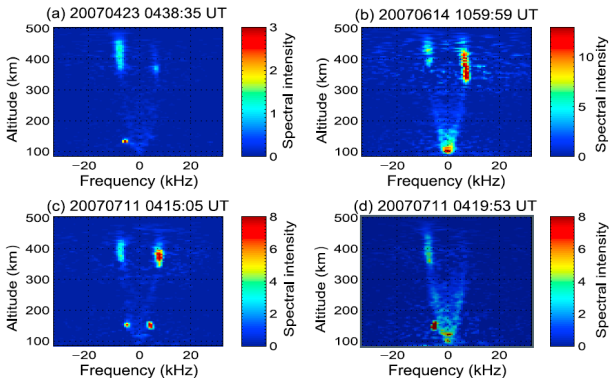 (a) 20070423 0438:35 UT
500
400
300
200
100
Altitude (km)
−20 0 20
Frequency (kHz)
3
2
1
0
Spectral intensity
(b) 20070614 1059:59 UT
500
400
300
200
100
Altitude (km)
−20 0 20
Frequency (kHz)
10
5
0
Spectral intensity
(c) 20070711 0415:05 UT
500
400
300
200
100
Altitude (km)
−20 0 20
Frequency (kHz)
8
6
4
2
0
Spectral intensity
(d) 20070711 0419:53 UT
500
400
300
200
100
Altitude (km)
−20 0 20
Frequency (kHz)
8
6
4
2
0
Spectral intensity